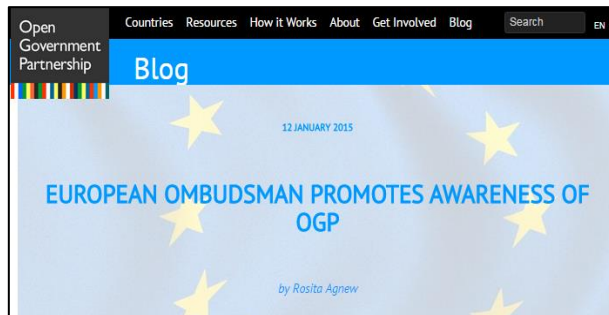 Open
Government
Partnership
Countries Resources How it Works About Get Involved Blog Search EN
Blog
12 JANUARY 2015
EUROPEAN OMBUDSMAN PROMOTES AWARENESS OF
OGP
by Rosita Agnew